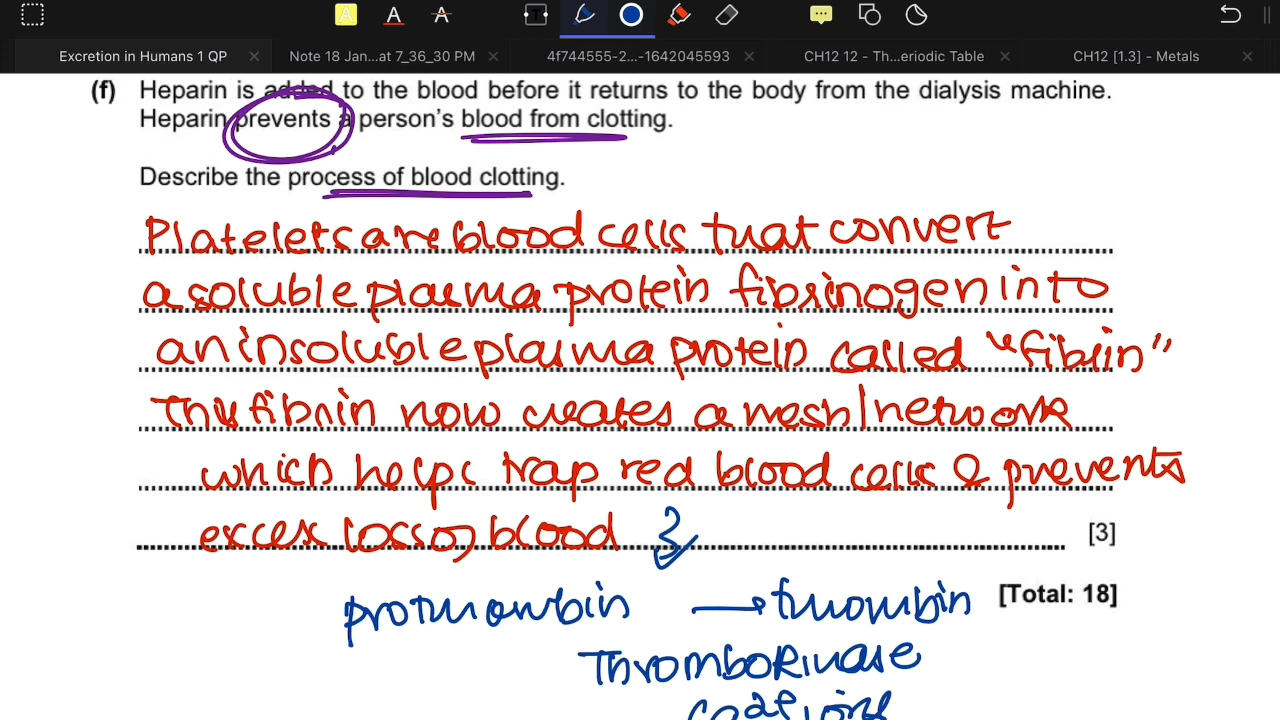 Excretion in Humans 1 QP
Note 18 Jan...at 7_36_30 PM
4f744555-2...-1642045593
CH12 12 - Th...eriodic Table
CH12 [1.3] - Metals
(f) Heparin is added to the blood before it returns to the body from the dialysis machine.
Heparin prevents a person's blood from clotting.
Describe the process of blood clotting.
Platelets are blood cells that convert
a soluble plasma protein fibrinogen into
an insoluble plasma protein called "fibrin"
This fibrin now creates a mesh/network
which helps trap red blood cells & prevents
excess loss of blood 3
[3]
prothrombin → thrombin
[Total: 18]
Thrombokinase
Ca2+ ions